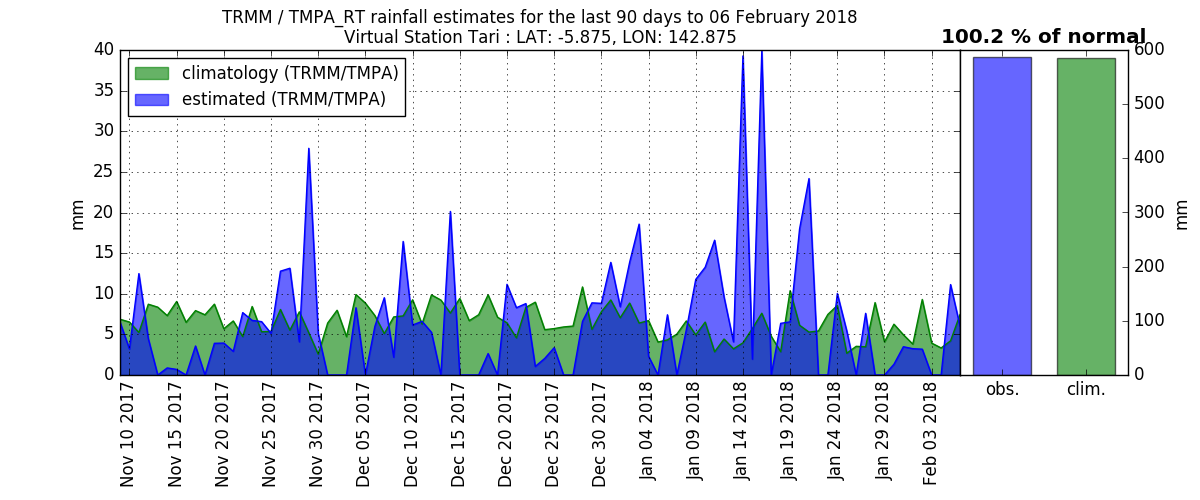 TRMM / TMPA_RT rainfall estimates for the last 90 days to 06 February 2018
Virtual Station Tari : LAT: -5.875, LON: 142.875
100.2 % of normal
climatology (TRMM/TMPA)
estimated (TRMM/TMPA)
40
35
30
25
20
15
10
5
0
mm
Nov 10 2017
Nov 15 2017
Nov 20 2017
Nov 25 2017
Nov 30 2017
Dec 05 2017
Dec 10 2017
Dec 15 2017
Dec 20 2017
Dec 25 2017
Dec 30 2017
Jan 04 2018
Jan 09 2018
Jan 14 2018
Jan 19 2018
Jan 24 2018
Jan 29 2018
Feb 03 2018
600
500
400
300
200
100
0
mm
obs.
clim.